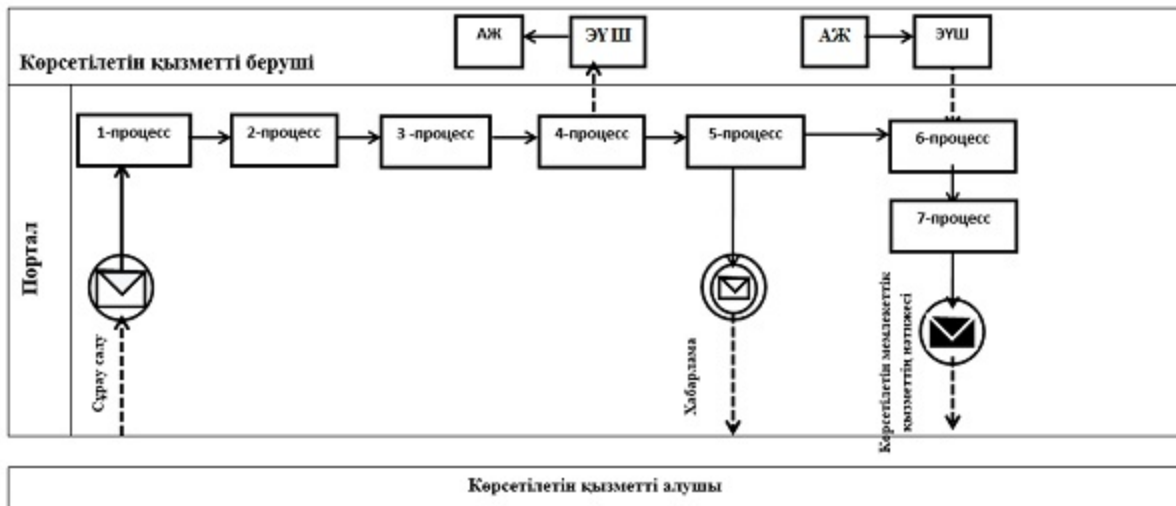 АЖ
ЭҮШ
АЖ
ЭҮШ
Көрсетілетін қызметті беруші
Портал
1-процесс
2-процесс
3 -процесс
4-процесс
5-процесс
6-процесс
7-процесс
Сұрау салу
Хабарлама
Көрсетілетін мемлекеттік
қызметтің нәтижесі
Көрсетілетін қызметті алушы